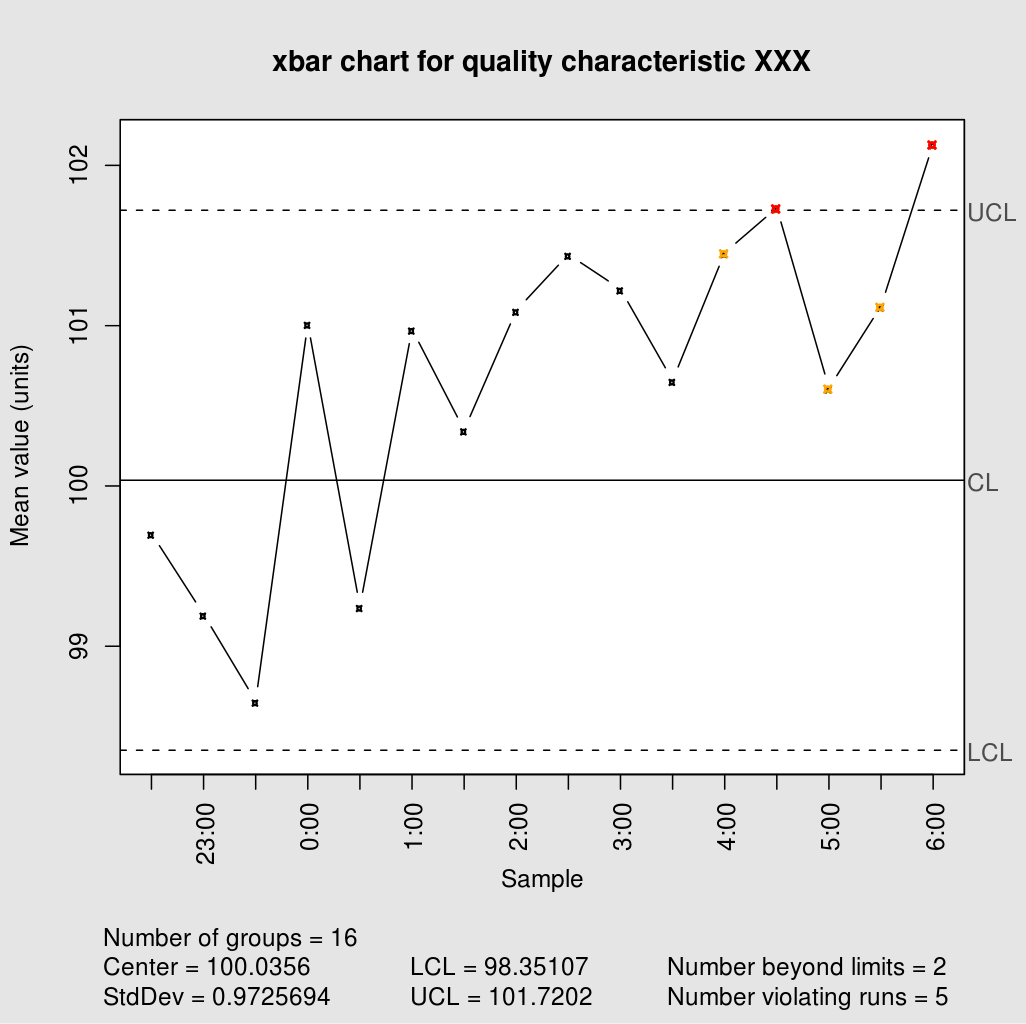 xbar chart for quality characteristic XXX
Mean value (units)
102
101
100
99
UCL
CL
LCL
23:00 0:00 1:00 2:00 3:00 4:00 5:00 6:00
Sample
Number of groups = 16
Center = 100.0356 LCL = 98.35107 Number beyond limits = 2
StdDev = 0.9725694 UCL = 101.7202 Number violating runs = 5